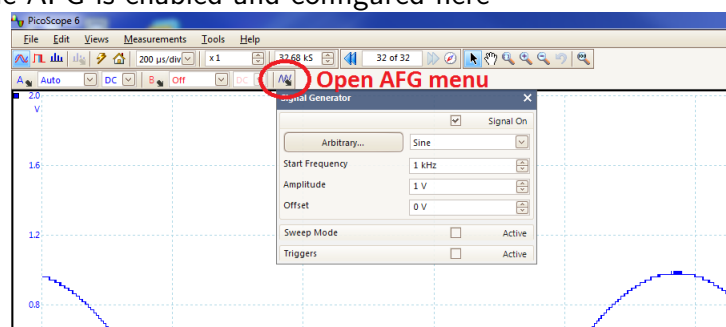 e AFG is enabled and configured here
PicoScope 6
File Edit Views Measurements Tools Help
200 µs/div x 1 32.68 kS 32 of 32
A Auto DC B Off DC Open AFG menu
2.0
V
Signal Generator
Signal On
Arbitrary... Sine
Start Frequency 1 kHz
1.6
Amplitude 1 V
Offset 0 V
Sweep Mode Active
1.2
Triggers Active
0.8